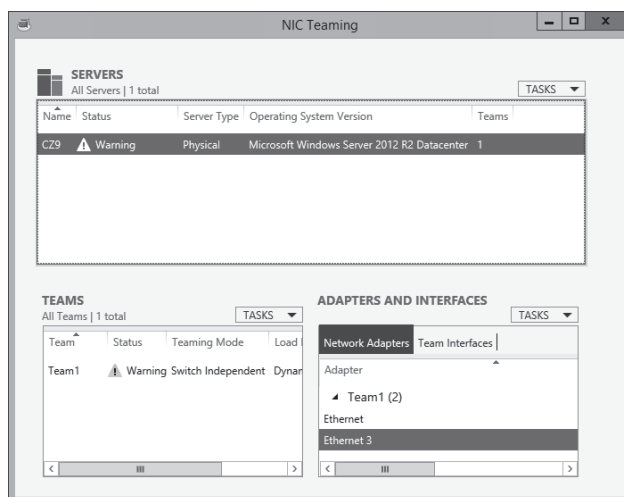 NIC Teaming
SERVERS
All Servers | 1 total
TASKS
Name Status Server Type Operating System Version Teams
CZ9 Warning Physical Microsoft Windows Server 2012 R2 Datacenter 1
TEAMS
All Teams | 1 total
TASKS
Team Status Teaming Mode Load
Team1 Warning Switch Independent Dynar
ADAPTERS AND INTERFACES
TASKS
Network Adapters Team Interfaces
Adapter
Team1 (2)
Ethernet
Ethernet 3